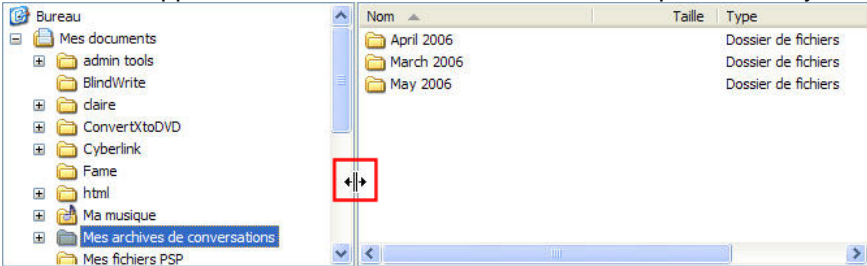 Bureau
Mes documents
admin tools
BlindWrite
claire
ConvertXtoDVD
Cyberlink
Fame
html
Ma musique
Mes archives de conversations
Mes fichiers PSP
Nom Taille Type
April 2006 Dossier de fichiers
March 2006 Dossier de fichiers
May 2006 Dossier de fichiers